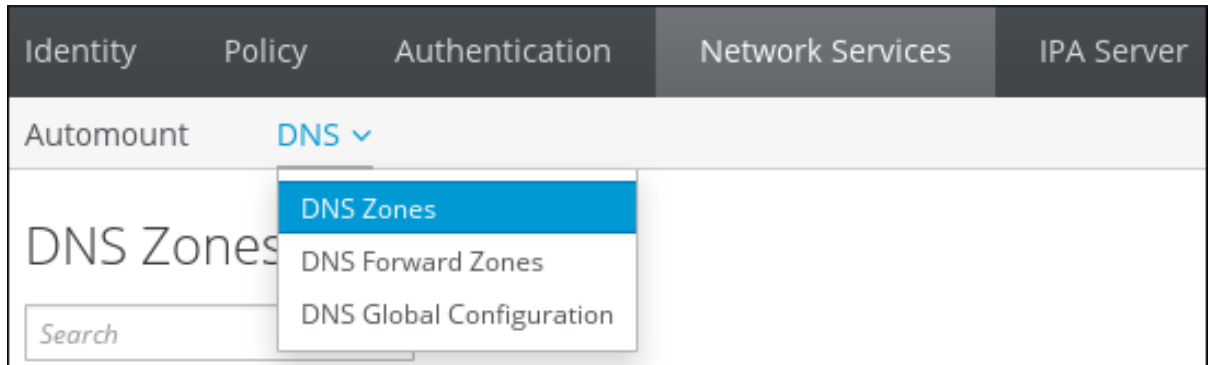 Identity Policy Authentication Network Services IPA Server
Automount DNS
DNS Zones
DNS Zones
DNS Forward Zones
DNS Global Configuration
Search